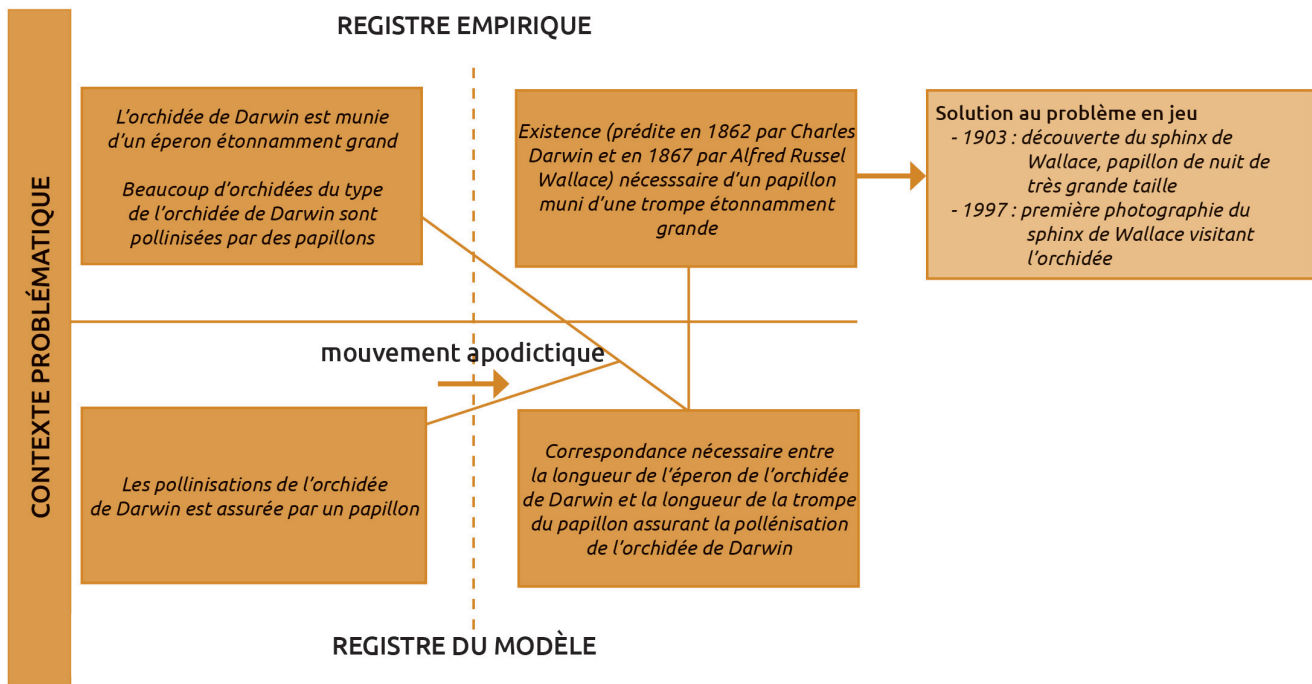 REGISTRE EMPIRIQUE
CONTEXTE PROBLÉMATIQUE
L'orchidée de Darwin est munie
d'un éperon étonnamment grand
Beaucoup d'orchidées du type
de l'orchidée de Darwin sont
pollinisées par des papillons
Existence (prédite en 1862 par Charles
Darwin et en 1867 par Alfred Russel
Wallace) nécesssaire d'un papillon
muni d'une trompe étonnamment
grande
Solution au problème en jeu
- 1903 : découverte du sphinx de
Wallace, papillon de nuit de
très grande taille
- 1997 : première photographie du
sphinx de Wallace visitant
l'orchidée
mouvement apodictique
Les pollinisations de l'orchidée
de Darwin est assurée par un papillon
Correspondance nécessaire entre
la longueur de l'éperon de l'orchidée
de Darwin et la longueur de la trompe
du papillon assurant la pollénisation
de l'orchidée de Darwin
REGISTRE DU MODÈLE